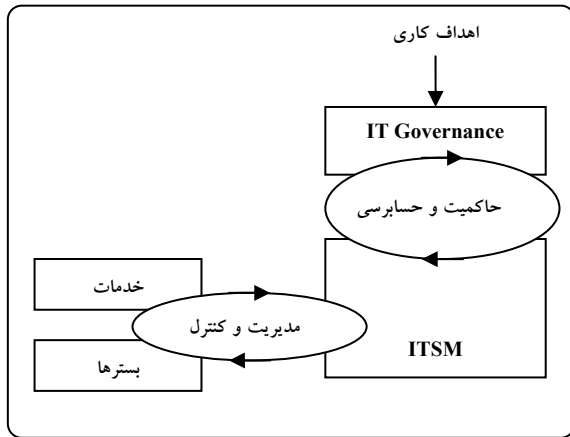 اهداف کاری
IT Governance
حاکمیت و حسابرسی
خدمات
مدیریت و کنترل
ITSM
بسترها